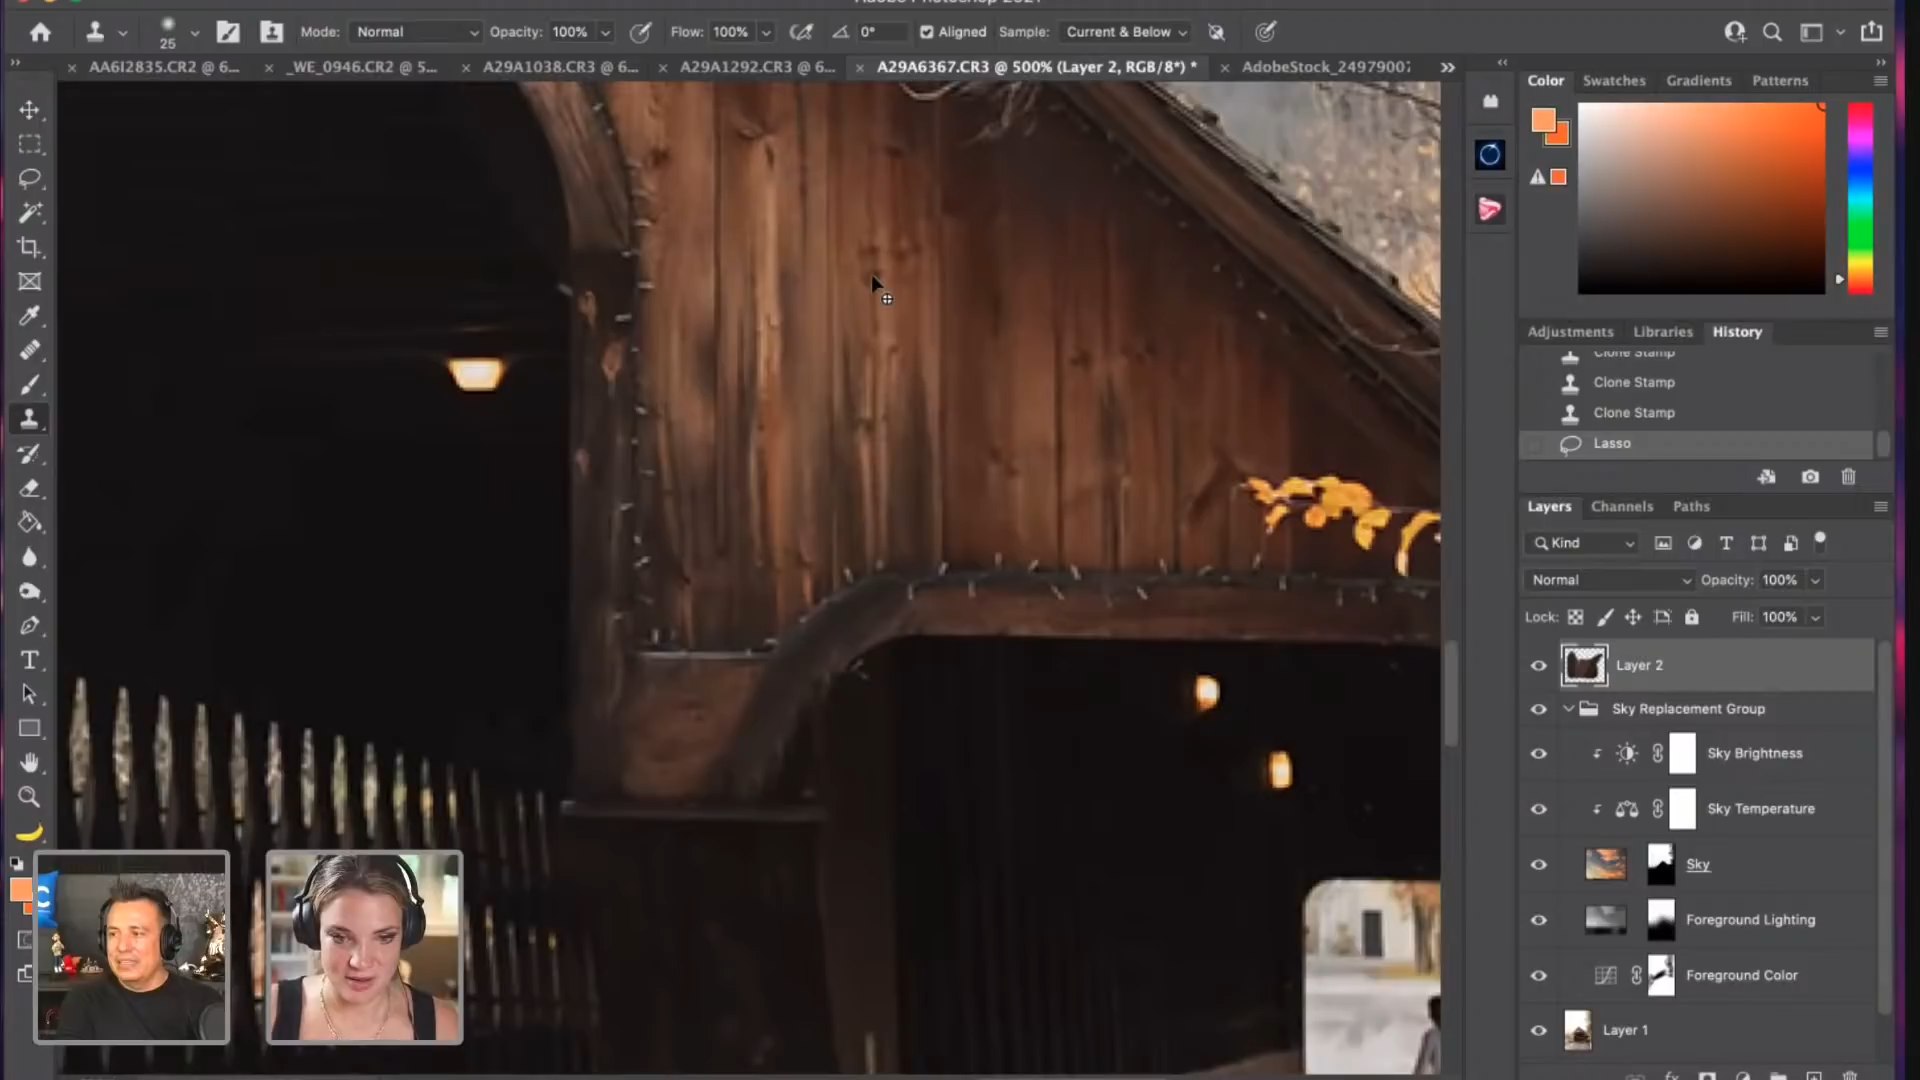 25
Mode: Normal
Opacity: 100%
Flow: 100%
0°
Aligned
Sample: Current & Below
AA6I2835.CR2 @ 6...
_WE_0946.CR2 @ 5...
A29A1038.CR3 @ 6...
A29A1292.CR3 @ 6...
A29A6367.CR3 @ 500% (Layer 2, RGB/8*) *
AdobeStock_24979007
Color
Swatches
Gradients
Patterns
Adjustments
Libraries
History
Clone Stamp
Clone Stamp
Clone Stamp
Lasso
Layers
Channels
Paths
Kind
Normal
Opacity: 100%
Lock:
Fill: 100%
Layer 2
Sky Replacement Group
Sky Brightness
Sky Temperature
Sky
Foreground Lighting
Foreground Color
Layer 1